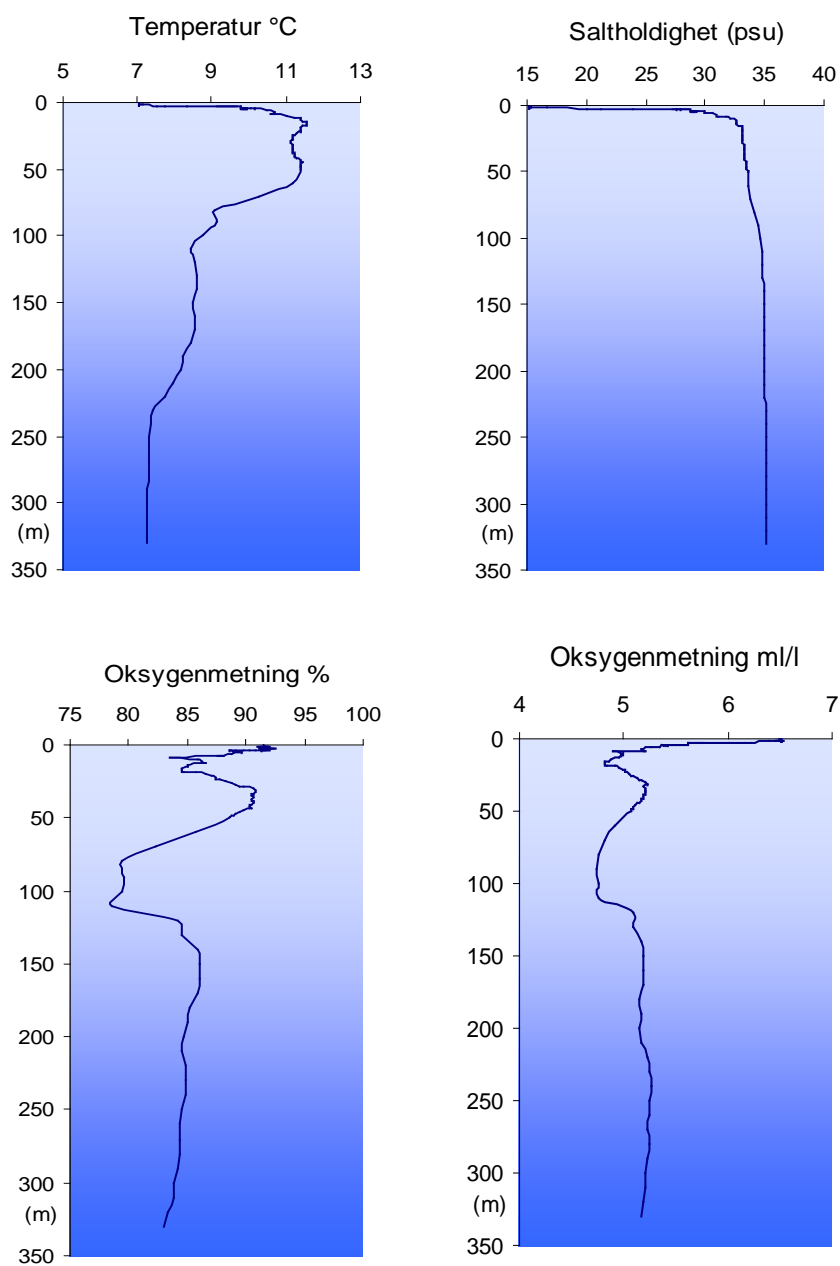 Temperatur °C
5 7 9 11 13
0
50
100
150
200
250
300
(m)
350
Saltholdighet (psu)
15 20 25 30 35 40
0
50
100
150
200
250
300
(m)
350
Oksygenmetning %
75 80 85 90 95 100
0
50
100
150
200
250
300
(m)
350
Oksygenmetning ml/l
4 5 6 7
0
50
100
150
200
250
300
(m)
350